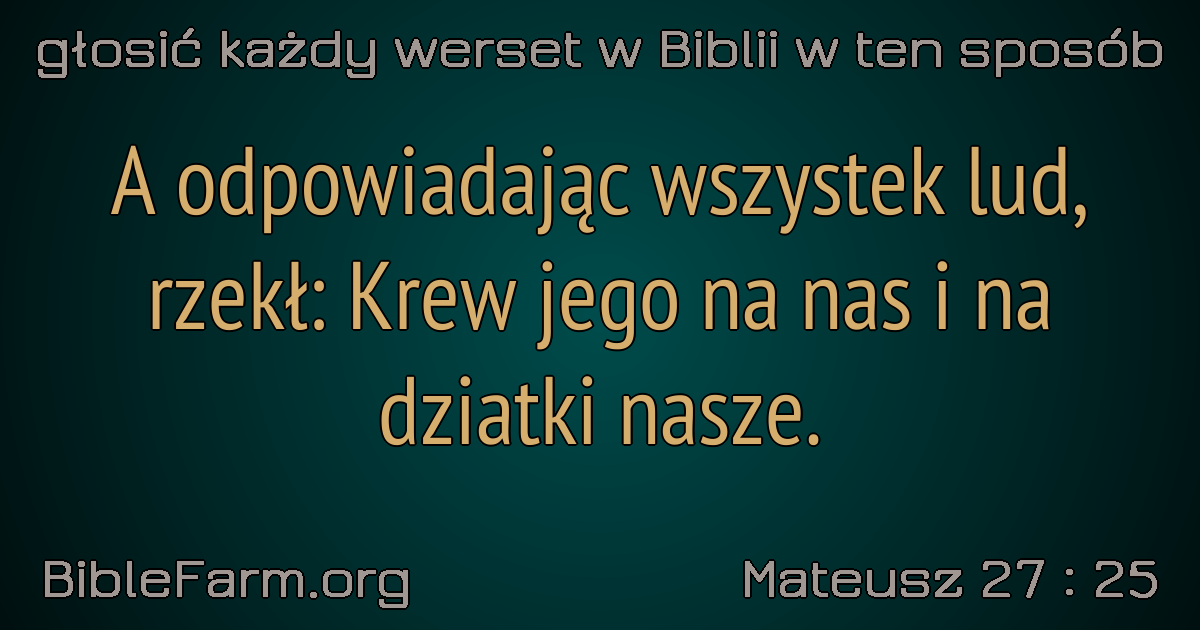 głosić każdy werset w Biblii w ten sposób
A odpowiadając wszystek lud,
rzekł: Krew jego na nas i na
dziatki nasze.
BibleFarm.org
Mateusz 27 : 25